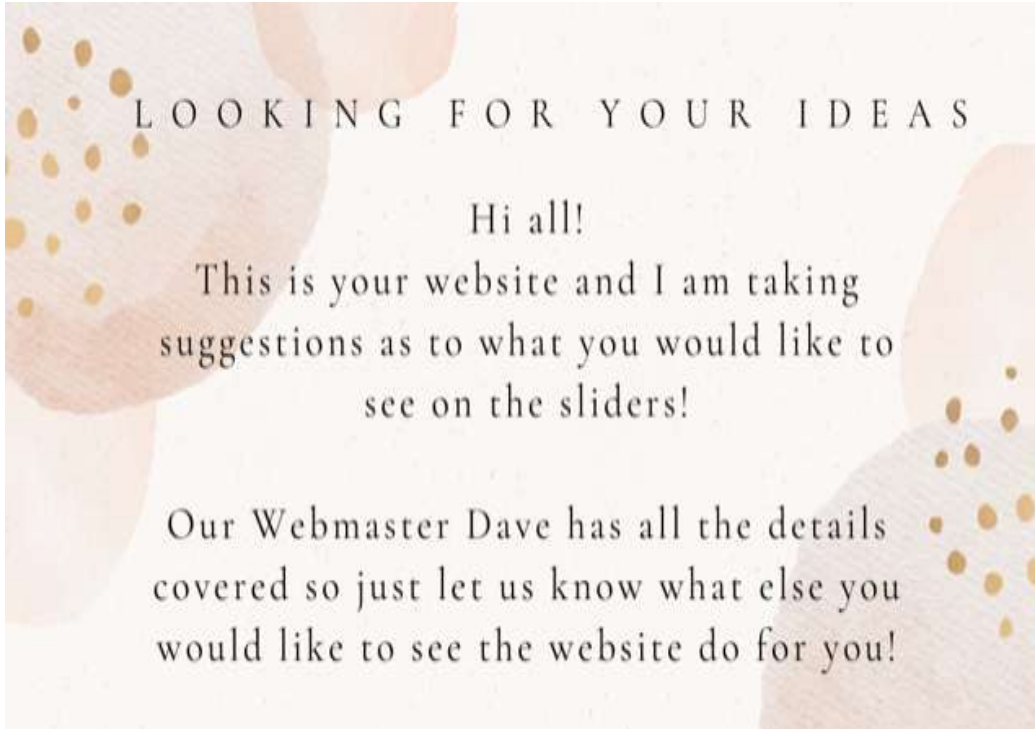 LOOKING FOR YOUR IDEAS
Hi all!
This is your website and I am taking
suggestions as to what you would like to
see on the sliders!
Our Webmaster Dave has all the details
covered so just let us know what else you
would like to see the website do for you!